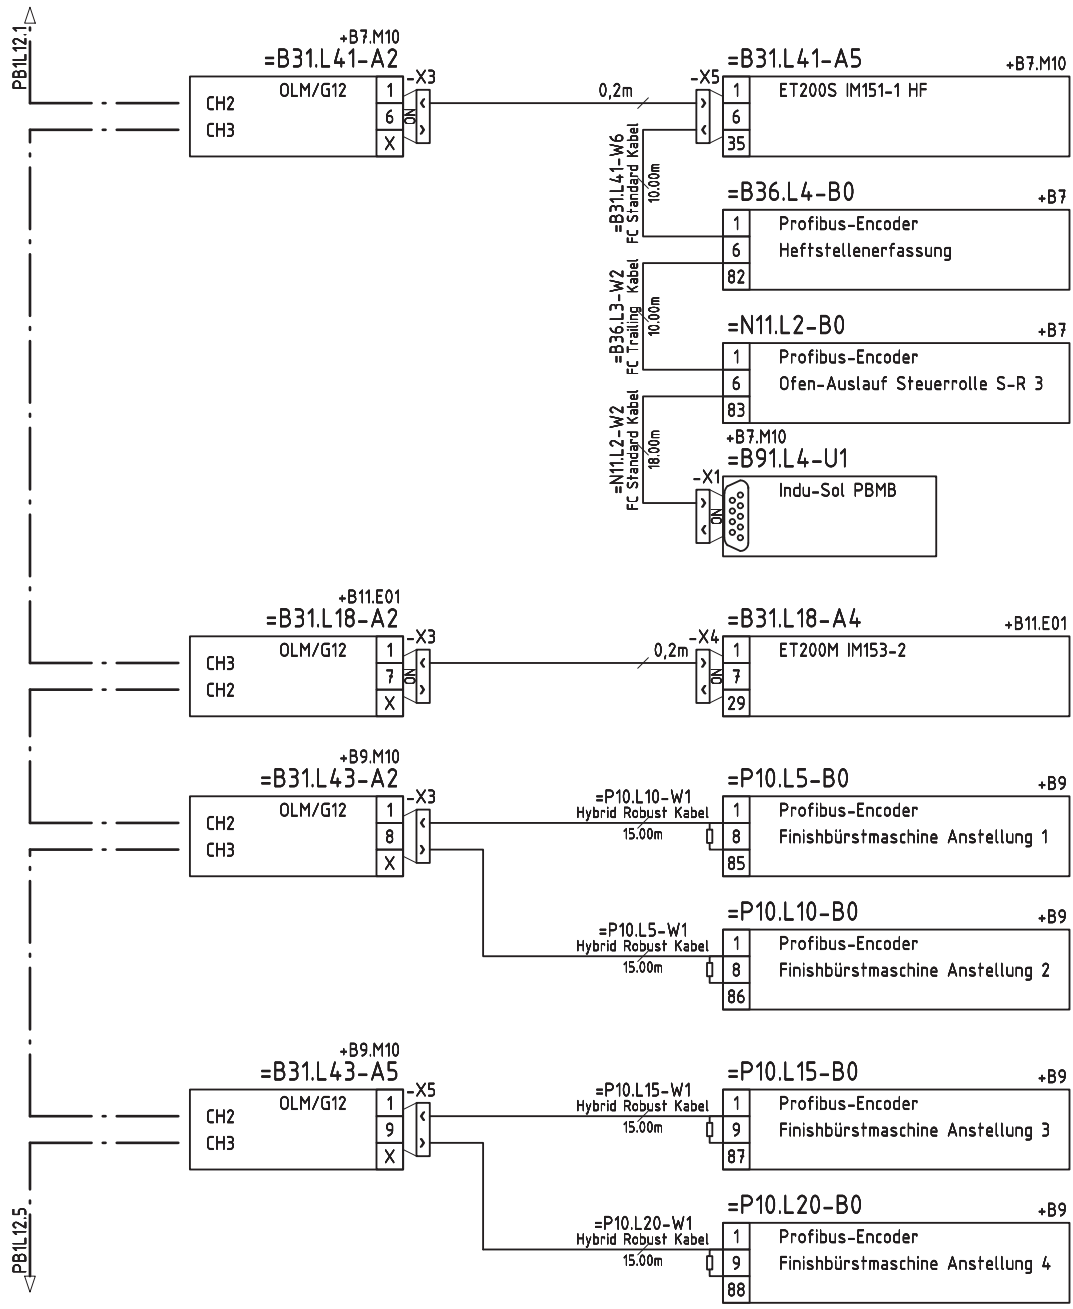 PB1L12.1
+B7.M10
=B31.L41-A2
OLM/G12
CH2
CH3
1
6
X
-X3
ON
0,2m
-X5
=B31.L41-A5
+B7.M10
1
6
35
ET200S IM151-1 HF
=B31.L41-W6
FC Standard Kabel
10.00m
=B36.L4-B0
+B7
1
6
82
Profibus-Encoder
Heftstellenerfassung
=B36.L3-W2
FC Trailing Kabel
10.00m
=N11.L2-B0
+B7
1
6
83
Profibus-Encoder
Ofen-Auslauf Steuerrolle S-R 3
=N11.L2-W2
FC Standard Kabel
18.00m
+B7.M10
=B91.L4-U1
-X1
ON
Indu-Sol PBMB
+B11.E01
=B31.L18-A2
OLM/G12
CH3
CH2
1
7
X
-X3
ON
0,2m
-X4
ON
=B31.L18-A4
+B11.E01
1
7
29
ET200M IM153-2
+B9.M10
=B31.L43-A2
OLM/G12
CH2
CH3
1
8
X
-X3
=P10.L10-W1
Hybrid Robust Kabel
15.00m
=P10.L5-B0
+B9
1
8
85
Profibus-Encoder
Finishbürstmaschine Anstellung 1
=P10.L5-W1
Hybrid Robust Kabel
15.00m
=P10.L10-B0
+B9
1
8
86
Profibus-Encoder
Finishbürstmaschine Anstellung 2
+B9.M10
=B31.L43-A5
OLM/G12
CH2
CH3
1
9
X
-X5
=P10.L15-W1
Hybrid Robust Kabel
15.00m
=P10.L15-B0
+B9
1
9
87
Profibus-Encoder
Finishbürstmaschine Anstellung 3
=P10.L20-W1
Hybrid Robust Kabel
15.00m
=P10.L20-B0
+B9
1
9
88
Profibus-Encoder
Finishbürstmaschine Anstellung 4
PB1L12.5